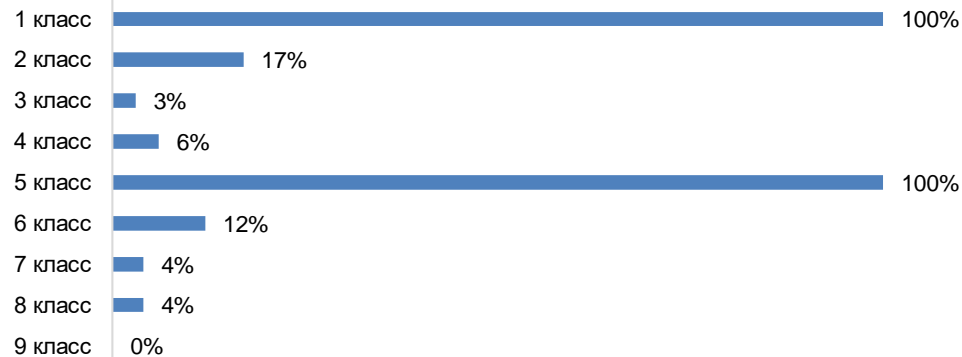 1 класс 100%
2 класс 17%
3 класс 3%
4 класс 6%
5 класс 100%
6 класс 12%
7 класс 4%
8 класс 4%
9 класс 0%